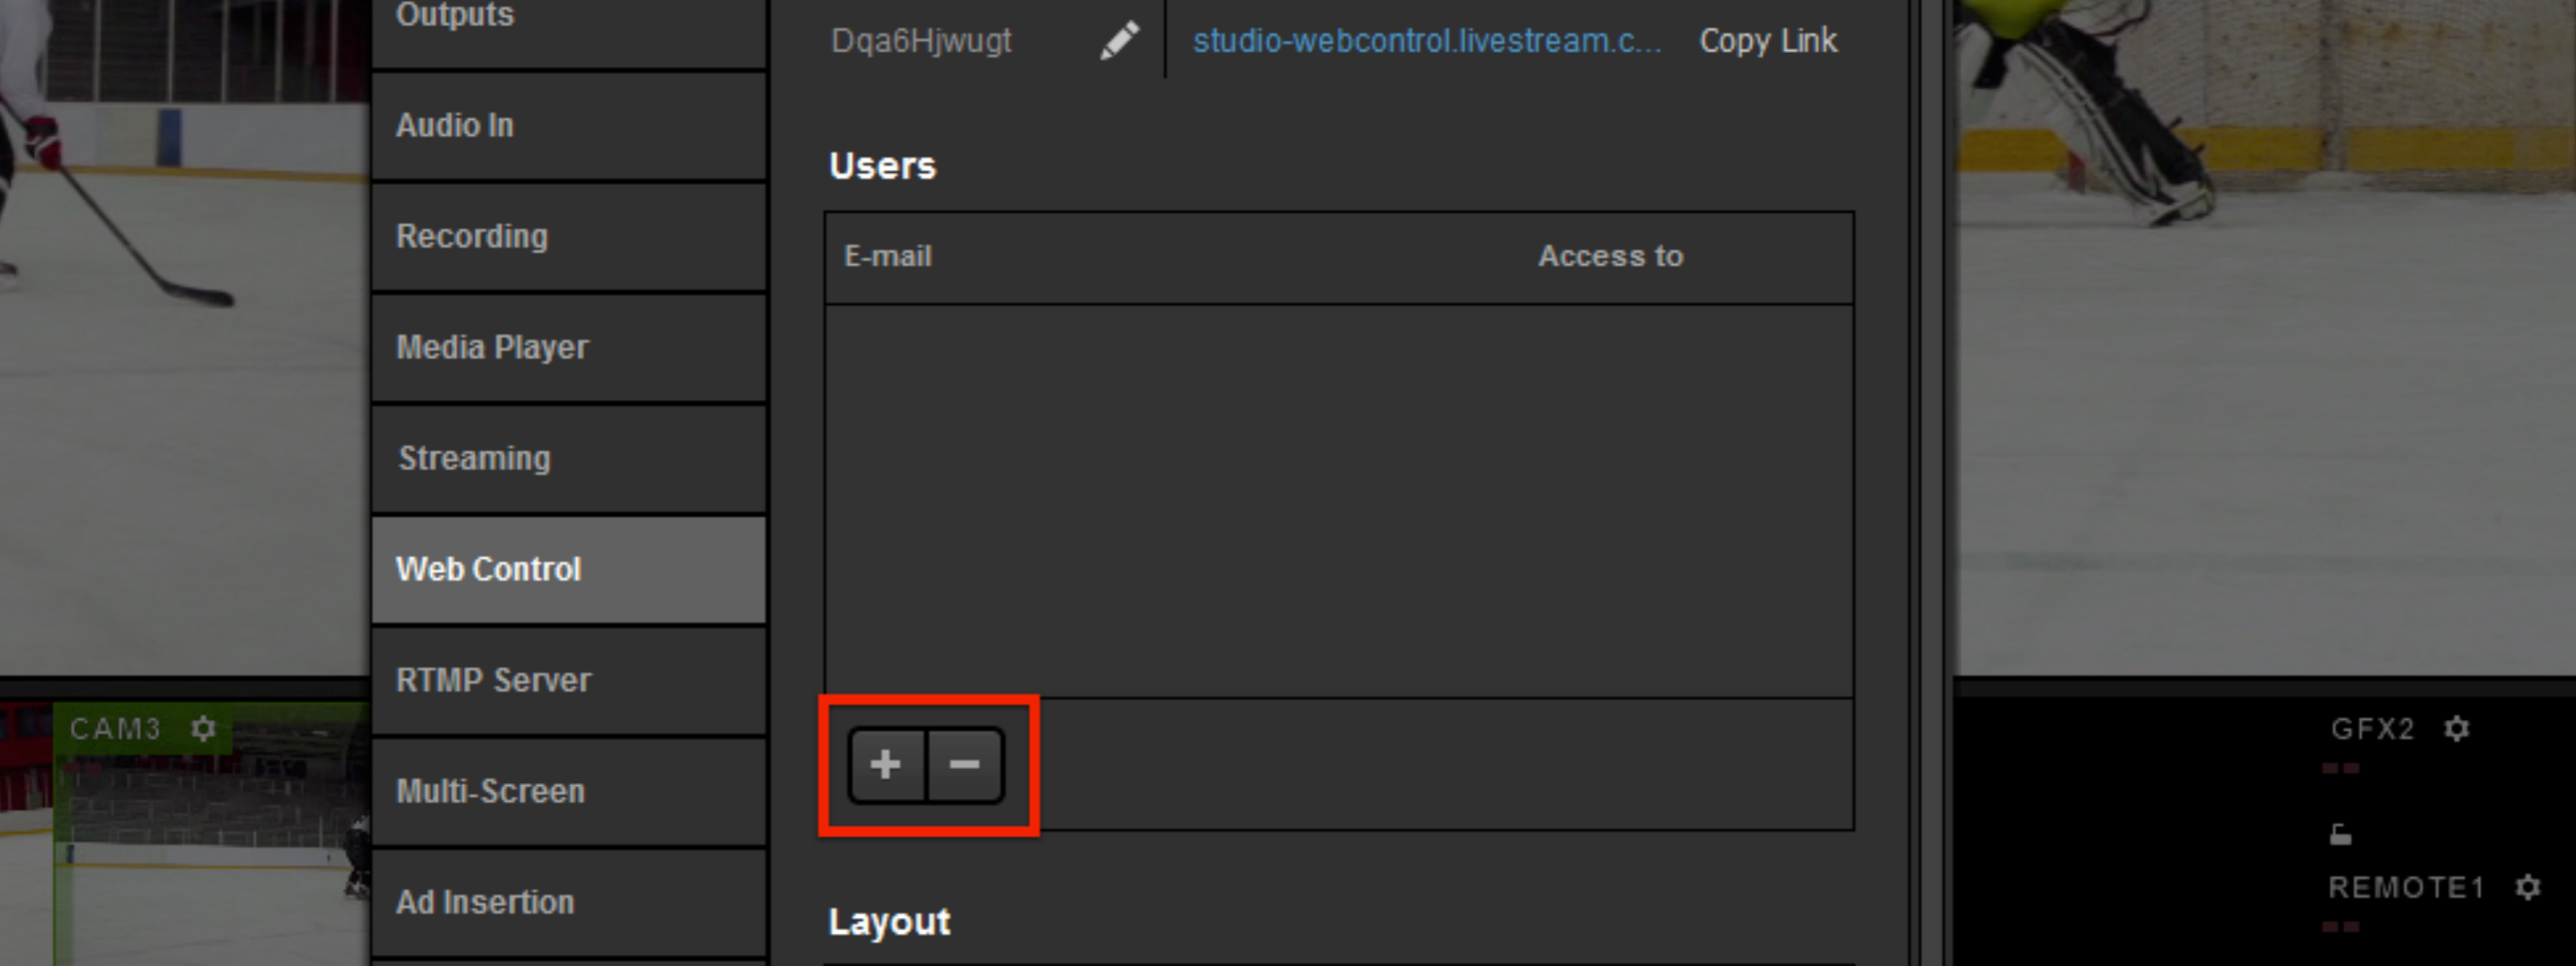 Outputs
Audio In
Recording
Media Player
Streaming
Web Control
RTMP Server
Multi-Screen
Ad Insertion
Dqa6Hjwugt
studio-webcontrol.livestream.c... Copy Link
Users
E-mail Access to
Layout
CAM3
GFX2
REMOTE1